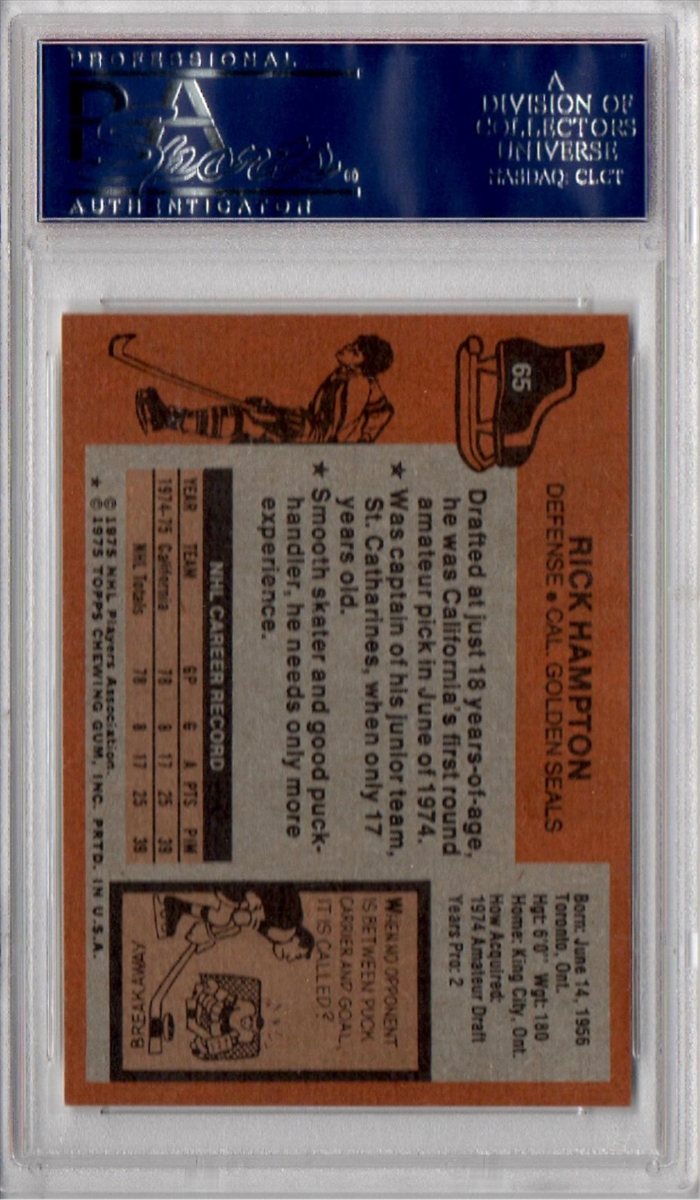 PROFESSIONAL
PSA
Sports
AUTHENTICATOR
A
DIVISION OF
COLLECTORS
UNIVERSE
NASDAQ: CLCT
65
RICK HAMPTON
DEFENSE • CAL. GOLDEN SEALS
Drafted at just 18 years-of-age,
he was California's first round
amateur pick in June of 1974.
★ Was captain of his junior team,
St. Catharines, when only 17
years old.
★ Smooth skater and good puck-
handler, he needs only more
experience.
NHL CAREER RECORD
YEAR TEAM GP G A PTS PIM
1974-75 California 78 8 17 25 39
NHL Totals 78 8 17 25 39
© 1975 NHL Players Association.
★ © 1975 TOPPS CHEWING GUM, INC. PRTD. IN U.S.A.
Born: June 14, 1956
Toronto, Ont.
Hgt: 6'0" Wgt: 180
Home: King City, Ont.
How Acquired:
1974 Amateur Draft
Years Pro: 2
WHEN NO OPPONENT
IS BETWEEN PUCK
CARRIER AND GOAL,
IT IS CALLED?
BREAKAWAY